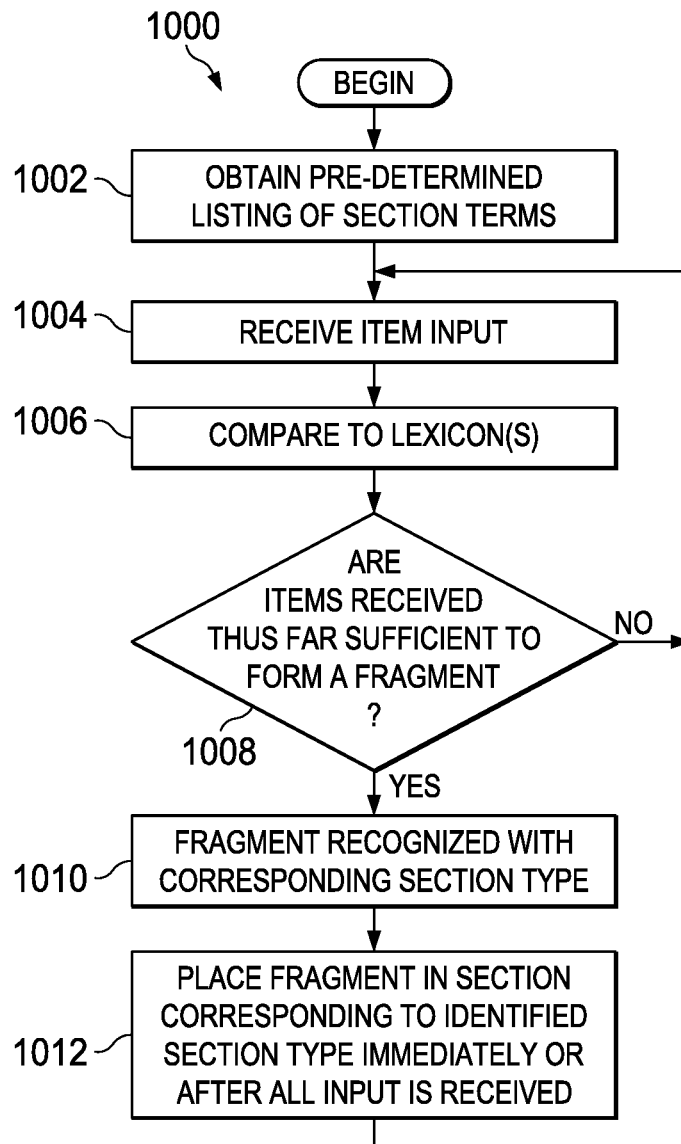 1000
BEGIN
1002
OBTAIN PRE-DETERMINED
LISTING OF SECTION TERMS
1004
RECEIVE ITEM INPUT
1006
COMPARE TO LEXICON(S)
ARE
ITEMS RECEIVED
THUS FAR SUFFICIENT TO
FORM A FRAGMENT
?
NO
1008
YES
1010
FRAGMENT RECOGNIZED WITH
CORRESPONDING SECTION TYPE
1012
PLACE FRAGMENT IN SECTION
CORRESPONDING TO IDENTIFIED
SECTION TYPE IMMEDIATELY OR
AFTER ALL INPUT IS RECEIVED